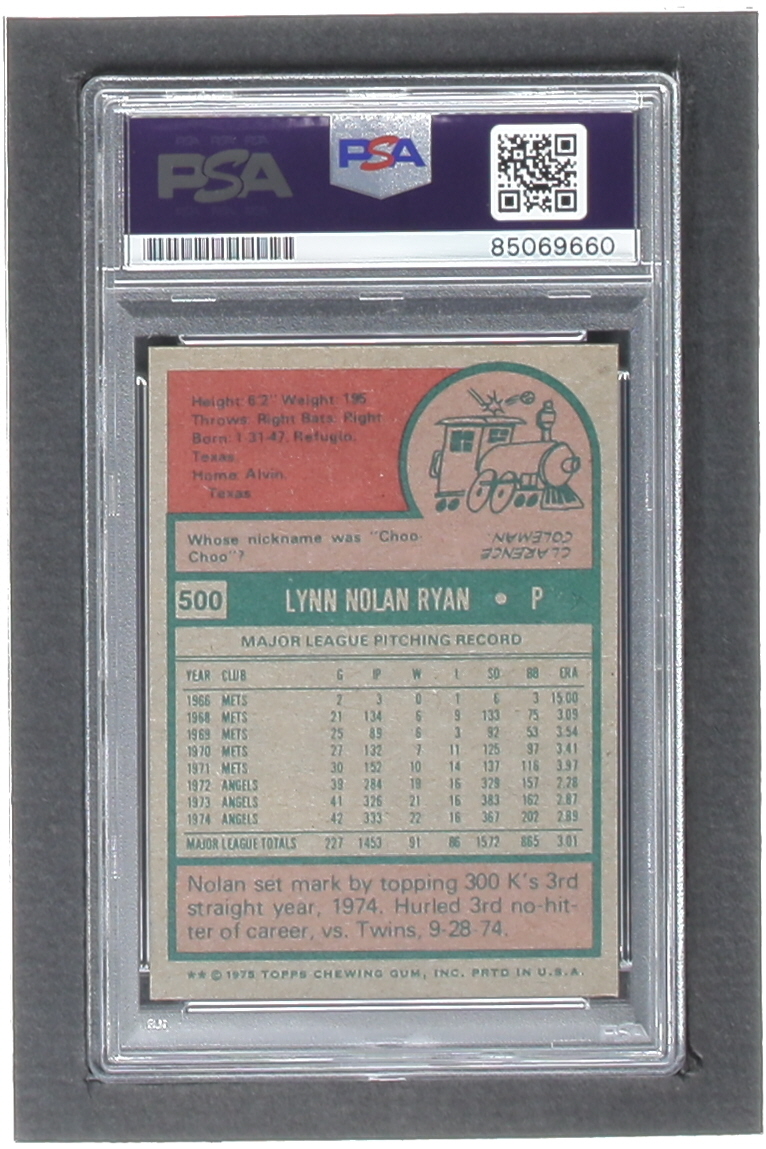 PSA
PSA
85069660
Height: 6'2" Weight: 195
Throws: Right Bats: Right
Born: 1-31-47, Refugio,
Texas
Home: Alvin,
Texas
Whose nickname was "Choo-
Choo"?
CLARENCE
COLEMAN.
500 LYNN NOLAN RYAN • P
MAJOR LEAGUE PITCHING RECORD
YEAR CLUB G IP W L SO BB ERA
1966 METS 2 3 0 1 6 3 15.00
1968 METS 21 134 6 9 133 75 3.09
1969 METS 25 89 6 3 92 53 3.54
1970 METS 27 132 7 11 125 97 3.41
1971 METS 30 152 10 14 137 116 3.97
1972 ANGELS 39 284 19 16 329 157 2.28
1973 ANGELS 41 326 21 16 383 162 2.87
1974 ANGELS 42 333 22 16 367 202 2.89
MAJOR LEAGUE TOTALS 227 1453 91 86 1572 865 3.01
Nolan set mark by topping 300 K's 3rd
straight year, 1974. Hurled 3rd no-hit-
ter of career, vs. Twins, 9-28-74.
** © 1975 TOPPS CHEWING GUM, INC. PRTD IN U.S.A.